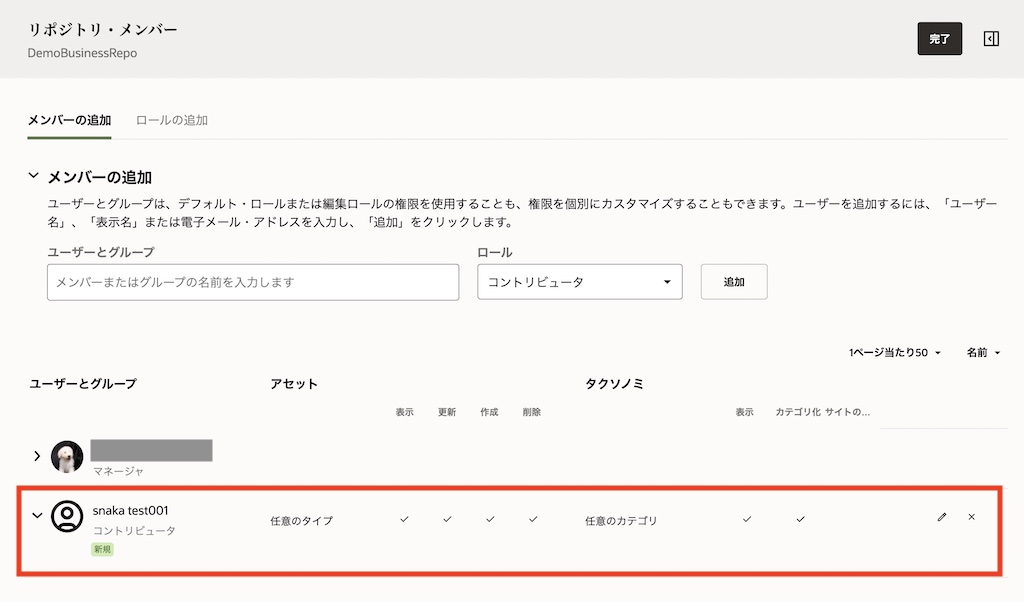 リポジトリ・メンバー
DemoBusinessRepo
完了
メンバーの追加
ロールの追加
メンバーの追加
ユーザーとグループは、デフォルト・ロールまたは編集ロールの権限を使用することも、権限を個別にカスタマイズすることもできます。ユーザーを追加するには、「ユーザー
名」、「表示名」または電子メール・アドレスを入力し、「追加」をクリックします。
ユーザーとグループ
ロール
メンバーまたはグループの名前を入力します
コントリビュータ
追加
1ページ当たり50
名前
ユーザーとグループ
アセット
タクソノミ
表示 更新 作成 削除
表示 カテゴリ化 サイトの...
マネージャ
snaka test001
コントリビュータ
新規
任意のタイプ
任意のカテゴリ